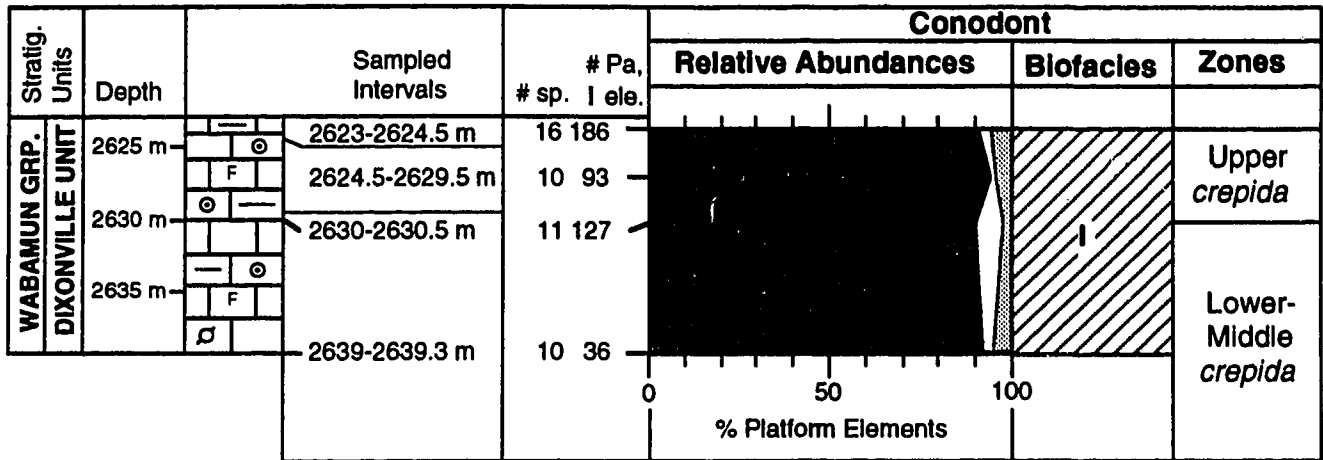 Conodont
Stratig. Units
Depth
Sampled Intervals
# sp.
# Pa, I ele.
Relative Abundances
Biofacies
Zones
WABAMUN GRP.
DIXONVILLE UNIT
2625 m
2630 m
2635 m
F
F
2623-2624.5 m 16 186
2624.5-2629.5 m 10 93
2630-2630.5 m 11 127
2639-2639.3 m 10 36
I
Upper
crepida
Lower-
Middle
crepida
0 50 100
% Platform Elements